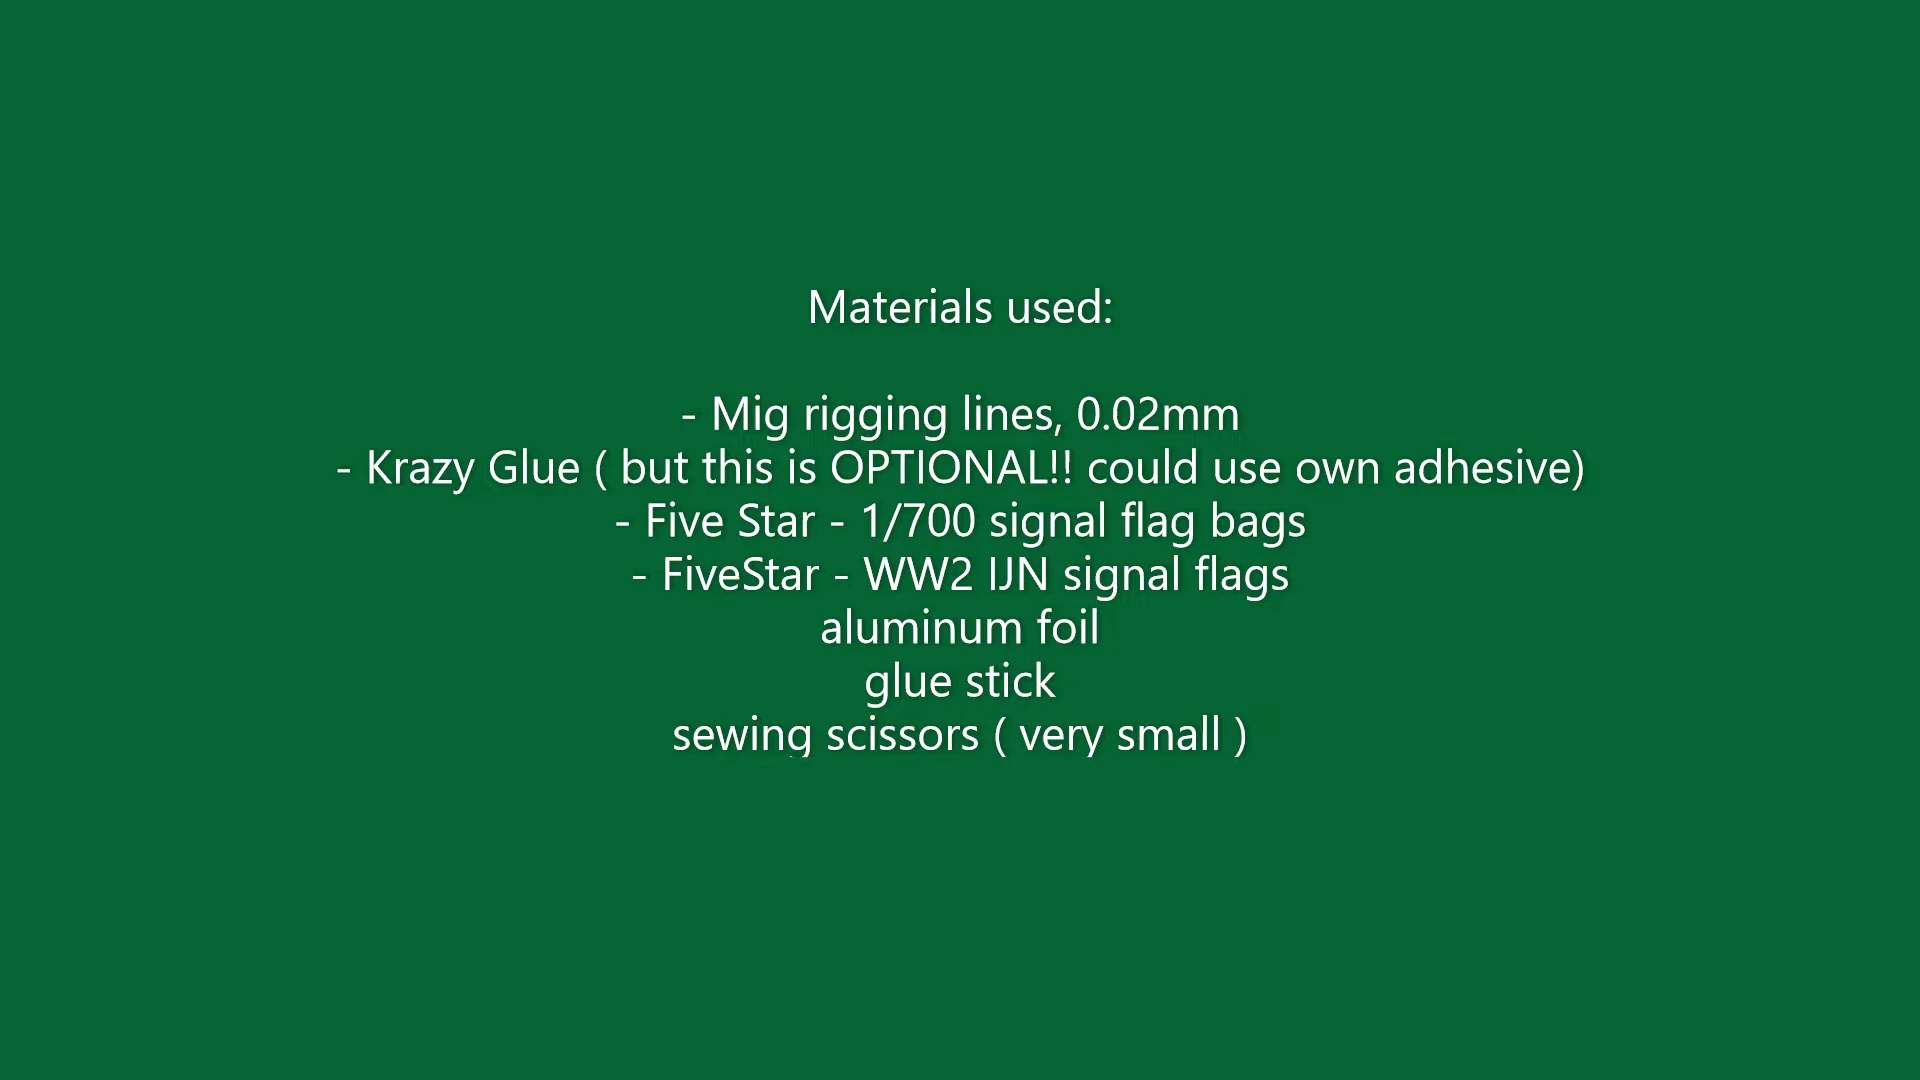 Materials used:
- Mig rigging lines, 0.02mm
- Krazy Glue ( but this is OPTIONAL!! could use own adhesive)
- Five Star - 1/700 signal flag bags
- FiveStar - WW2 IJN signal flags
aluminum foil
glue stick
sewing scissors ( very small )